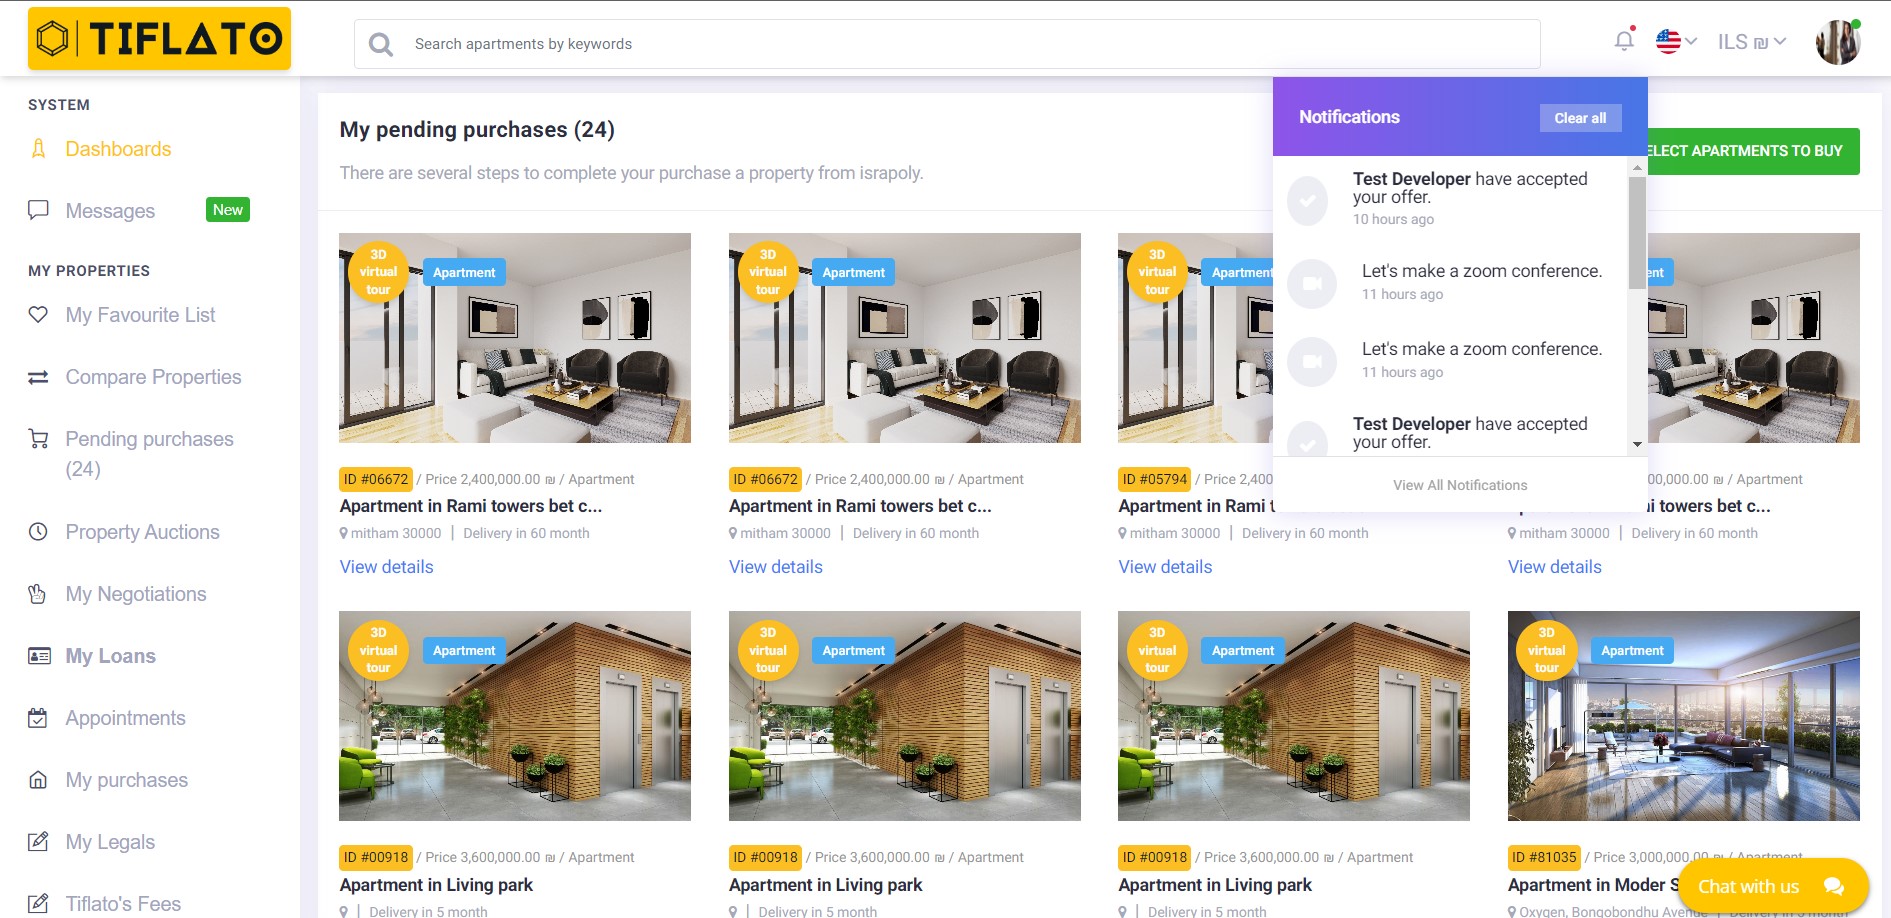 TIFLATO
Search apartments by keywords
ILS ₪
SYSTEM
Dashboards
Messages New
MY PROPERTIES
My Favourite List
Compare Properties
Pending purchases
(24)
Property Auctions
My Negotiations
My Loans
Appointments
My purchases
My Legals
Tiflato's Fees
My pending purchases (24)
There are several steps to complete your purchase a property from israpoly.
ELECT APARTMENTS TO BUY
Notifications
Clear all
Test Developer have accepted
your offer.
10 hours ago
Let's make a zoom conference.
11 hours ago
Let's make a zoom conference.
11 hours ago
Test Developer have accepted
your offer.
View All Notifications
3D
virtual
tour
Apartment
ID #06672 / Price 2,400,000.00 ₪ / Apartment
Apartment in Rami towers bet c...
mitham 30000 | Delivery in 60 month
View details
3D
virtual
tour
Apartment
ID #06672 / Price 2,400,000.00 ₪ / Apartment
Apartment in Rami towers bet c...
mitham 30000 | Delivery in 60 month
View details
3D
virtual
tour
Apartment
ID #05794 / Price 2,400
Apartment in Rami t
mitham 30000 | Delivery in 60 month
View details
ent
00,000.00 ₪ / Apartment
i towers bet c...
mitham 30000 | Delivery in 60 month
View details
3D
virtual
tour
Apartment
ID #00918 / Price 3,600,000.00 ₪ / Apartment
Apartment in Living park
| Delivery in 5 month
3D
virtual
tour
Apartment
ID #00918 / Price 3,600,000.00 ₪ / Apartment
Apartment in Living park
| Delivery in 5 month
3D
virtual
tour
Apartment
ID #00918 / Price 3,600,000.00 ₪ / Apartment
Apartment in Living park
| Delivery in 5 month
3D
virtual
tour
Apartment
ID #81035 / Price 3,000,000.00 ₪ / Apartment
Apartment in Moder S
Oxygen, Bongobondhu Avenue
Chat with us